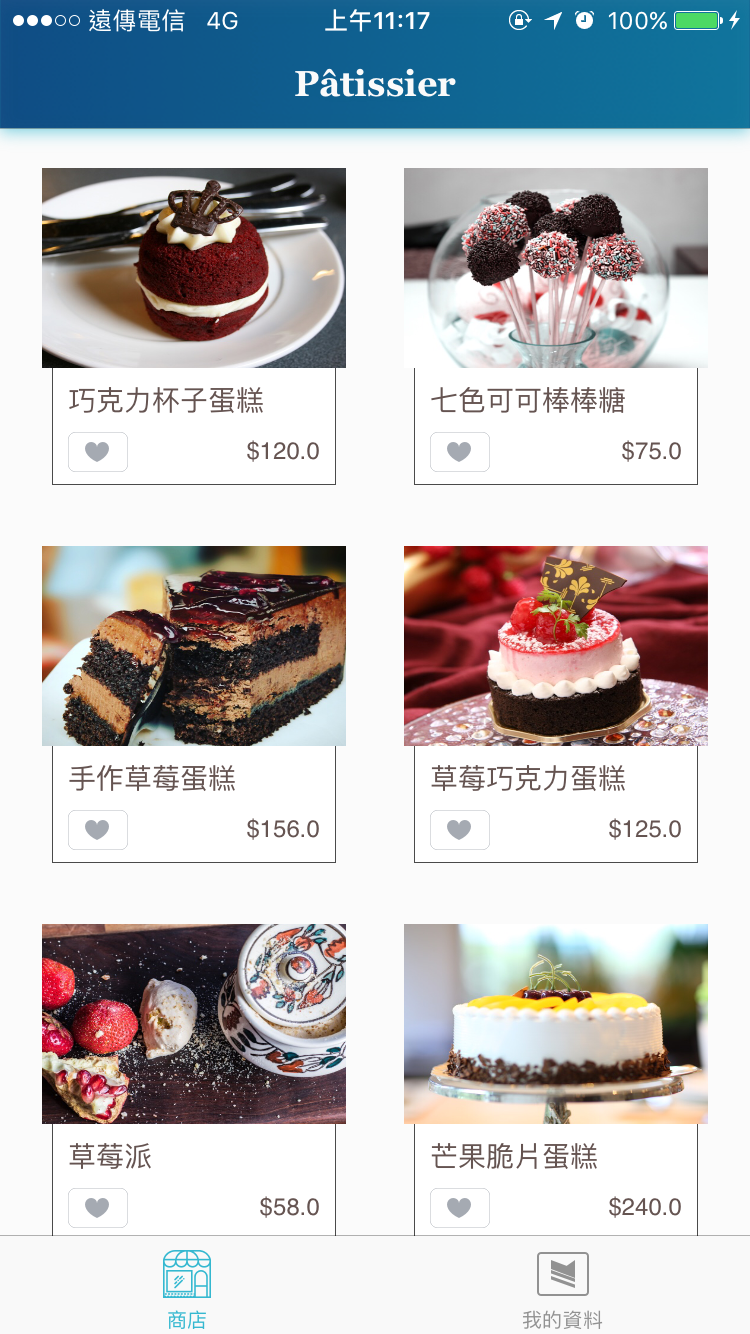 遠傳電信 4G 上午11:17 100%
Pâtissier
巧克力杯子蛋糕
$120.0
七色可可棒棒糖
$75.0
手作草莓蛋糕
$156.0
草莓巧克力蛋糕
$125.0
草莓派
$58.0
芒果脆片蛋糕
$240.0
商店
我的資料